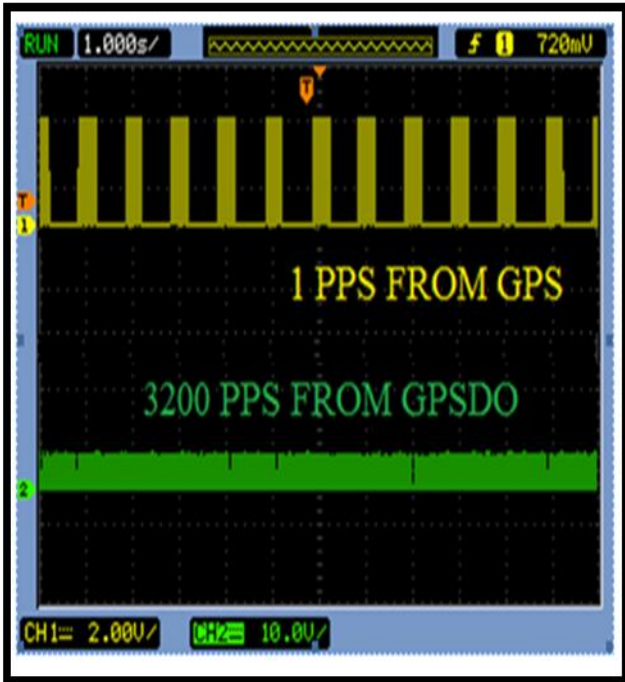 RUN 1.000s/ 1 720mV
T
T
1
1 PPS FROM GPS
3200 PPS FROM GPSDO
2
CH1 2.00V/ CH2 10.0V/